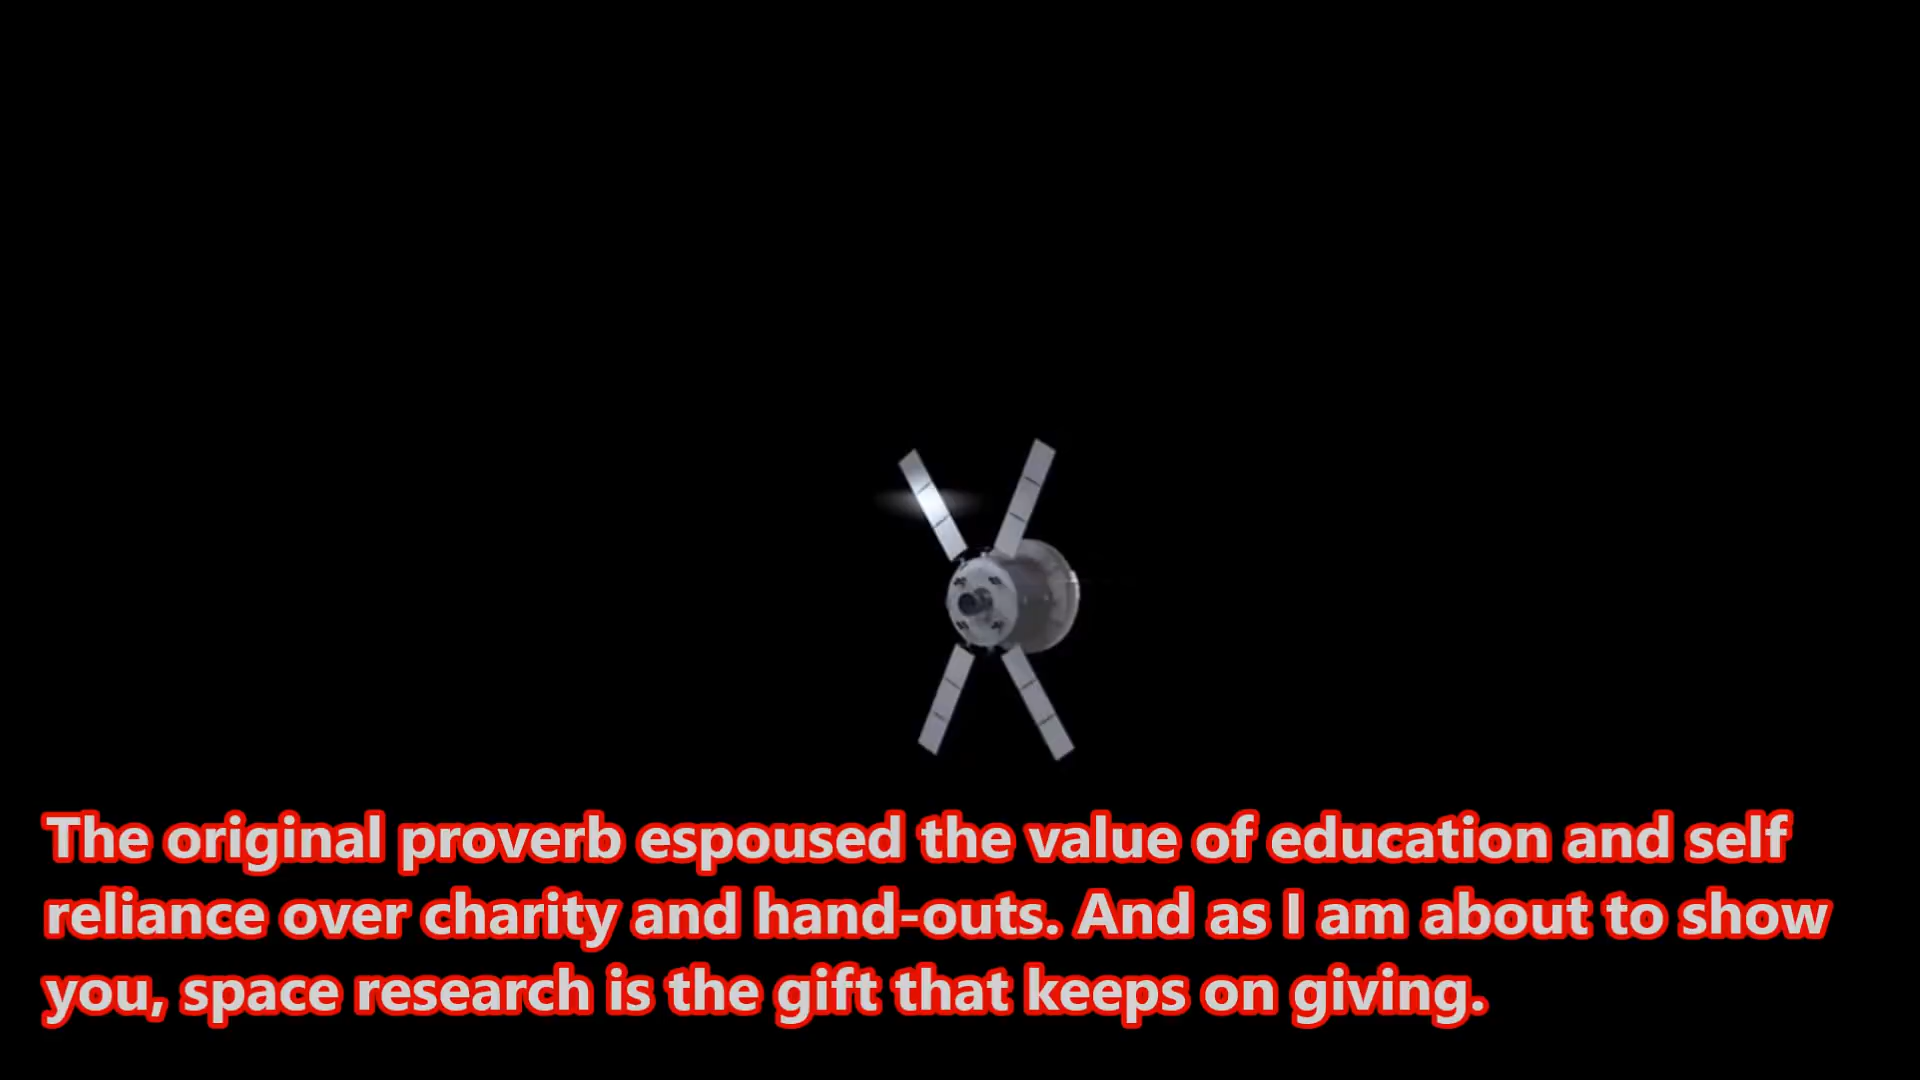 The original proverb espoused the value of education and self
reliance over charity and hand-outs. And as I am about to show
you, space research is the gift that keeps on giving.